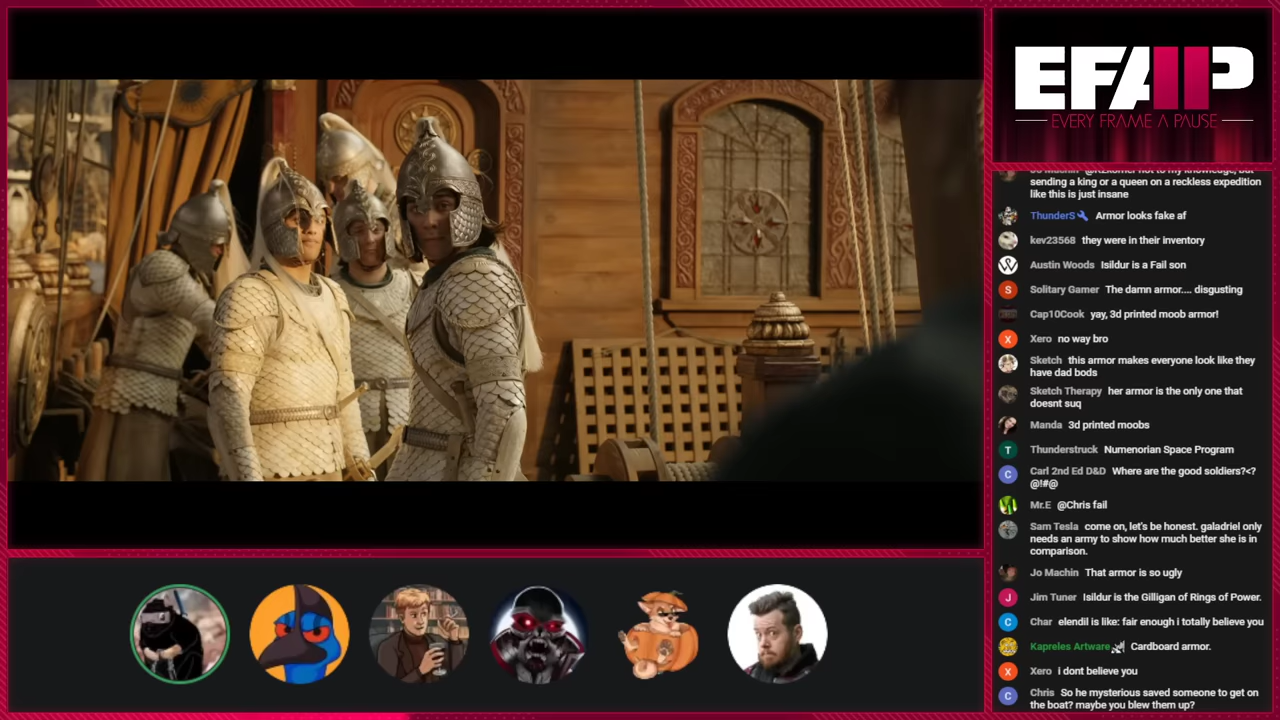 EFAP
EVERY FRAME A PAUSE
Jo Machin @Rzkomer not to my knowledge, but
sending a king or a queen on a reckless expedition
like this is just insane
ThunderS Armor looks fake af
kev23568 they were in their inventory
Austin Woods Isildur is a Fail son
S Solitary Gamer The damn armor.... disgusting
Cap10Cook yay, 3d printed moob armor!
X Xero no way bro
Sketch this armor makes everyone look like they
have dad bods
Sketch Therapy her armor is the only one that
doesnt suq
Manda 3d printed moobs
T Thunderstruck Numenorian Space Program
C Carl 2nd Ed D&D Where are the good soldiers?<?
@!#@
Mr.E @Chris fail
Sam Tesla come on, let's be honest. galadriel only
needs an army to show how much better she is in
comparison.
Jo Machin That armor is so ugly
J Jim Tuner Isildur is the Gilligan of Rings of Power.
C Char elendil is like: fair enough i totally believe you
Kapreles Artware Cardboard armor.
X Xero i dont believe you
C Chris So he mysterious saved someone to get on
the boat? maybe you blew them up?